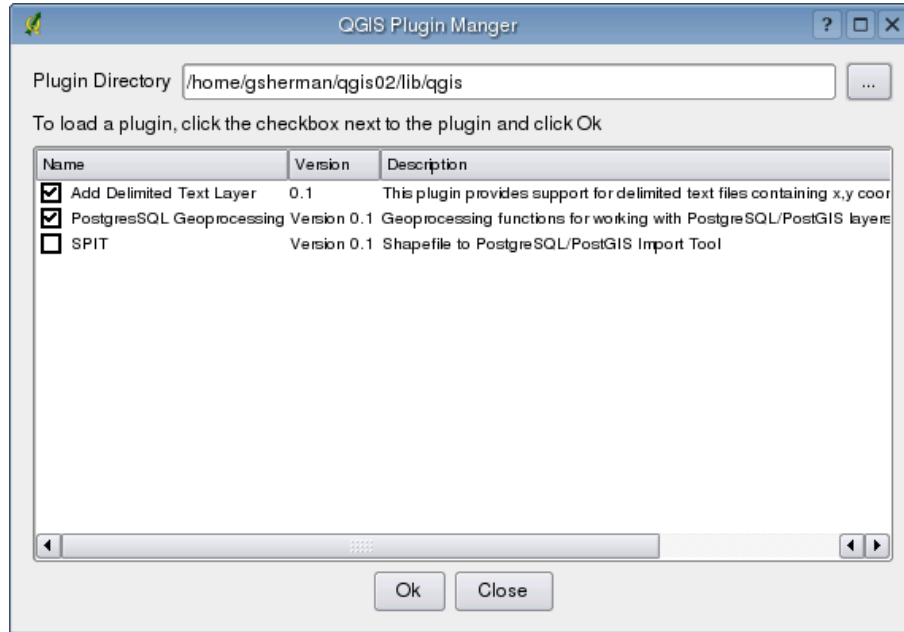 QGIS Plugin Manger
Plugin Directory /home/gsherman/qgis02/lib/qgis ...
To load a plugin, click the checkbox next to the plugin and click Ok
Name Version Description
Add Delimited Text Layer 0.1 This plugin provides support for delimited text files containing x,y coor
PostgresSQL Geoprocessing Version 0.1 Geoprocessing functions for working with PostgreSQL/PostGIS layers
SPIT Version 0.1 Shapefile to PostgreSQL/PostGIS Import Tool
Ok Close